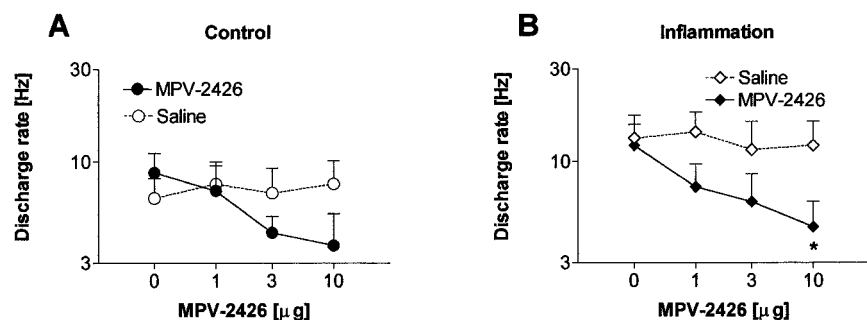 A
Control
Discharge rate [Hz]
30
10
3
MPV-2426
Saline
0 1 3 10
MPV-2426 [μg]
B
Inflammation
Discharge rate [Hz]
30
10
3
Saline
MPV-2426
*
0 1 3 10
MPV-2426 [μg]